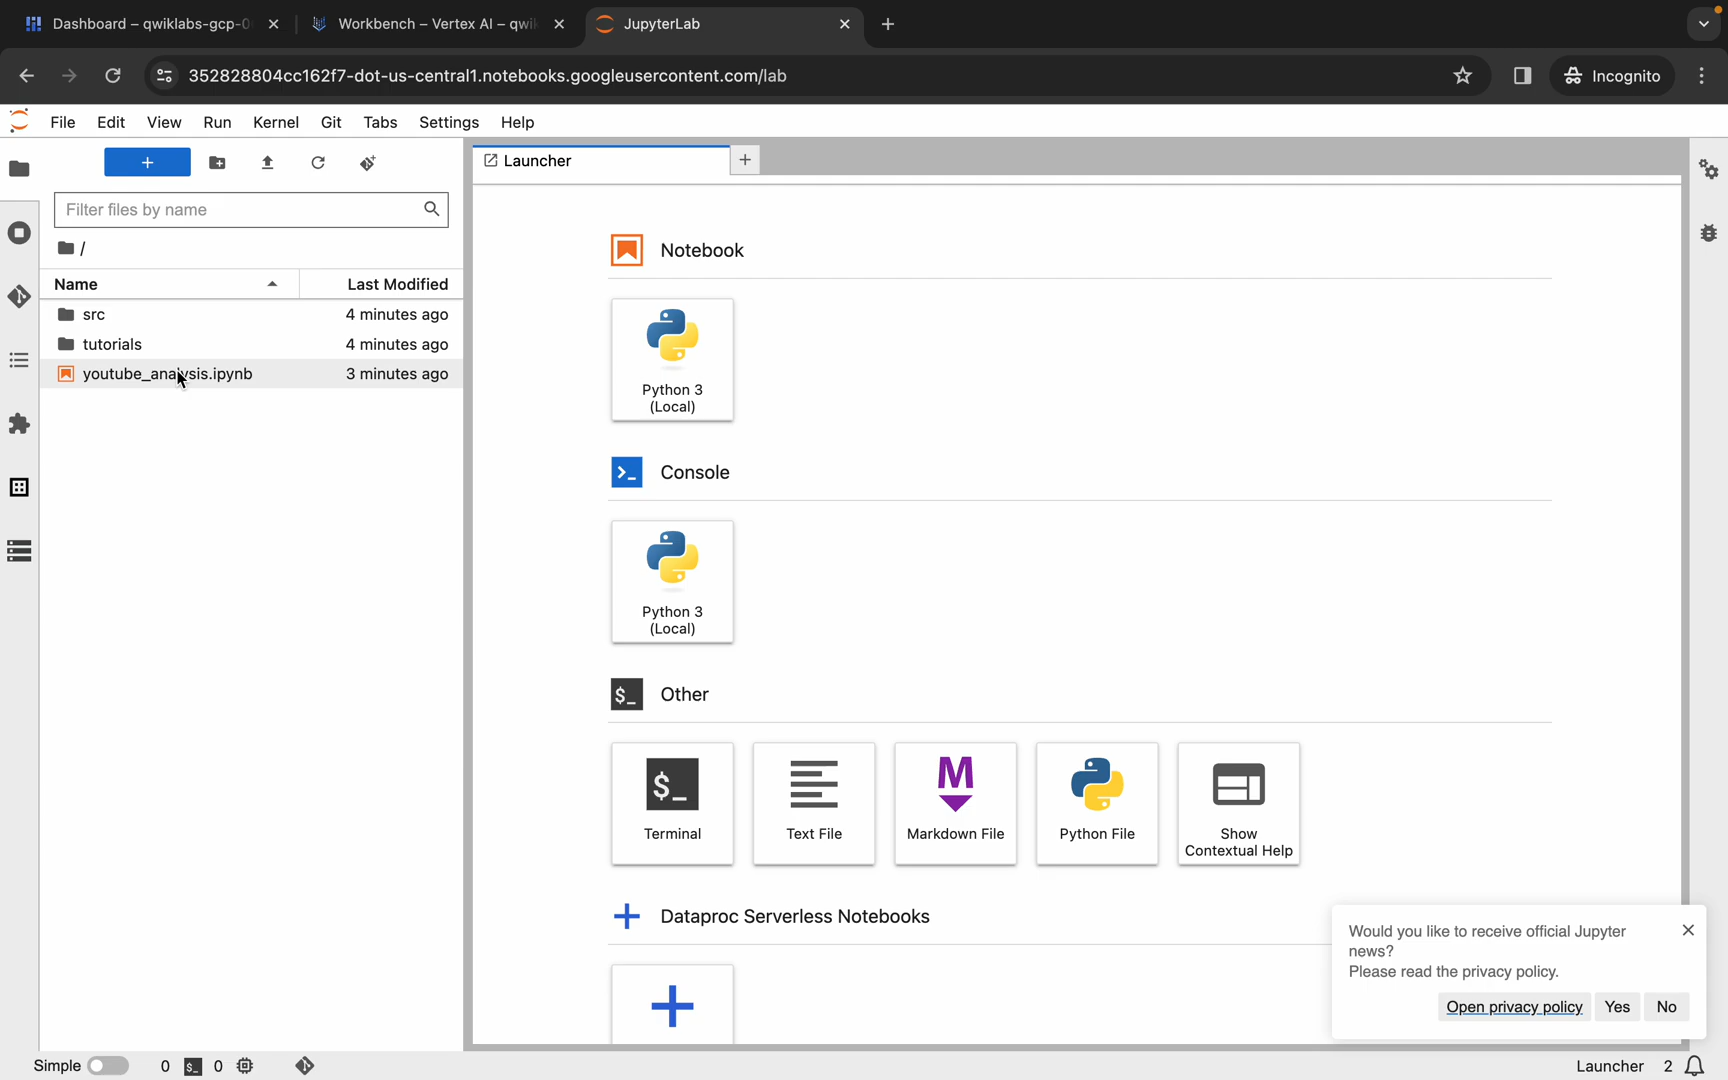 Dashboard – qwiklabs-gcp-0
Workbench – Vertex AI – qwi
JupyterLab
352828804cc162f7-dot-us-central1.notebooks.googleusercontent.com/lab
Incognito
File Edit View Run Kernel Git Tabs Settings Help
Launcher
Filter files by name
/
Name Last Modified
src 4 minutes ago
tutorials 4 minutes ago
youtube_analysis.ipynb 3 minutes ago
Notebook
Python 3
(Local)
Console
Python 3
(Local)
Other
$_
Terminal
Text File
Markdown File
Python File
Show
Contextual Help
Dataproc Serverless Notebooks
Would you like to receive official Jupyter
news?
Please read the privacy policy.
Open privacy policy Yes No
Simple 0 $_ 0
Launcher 2